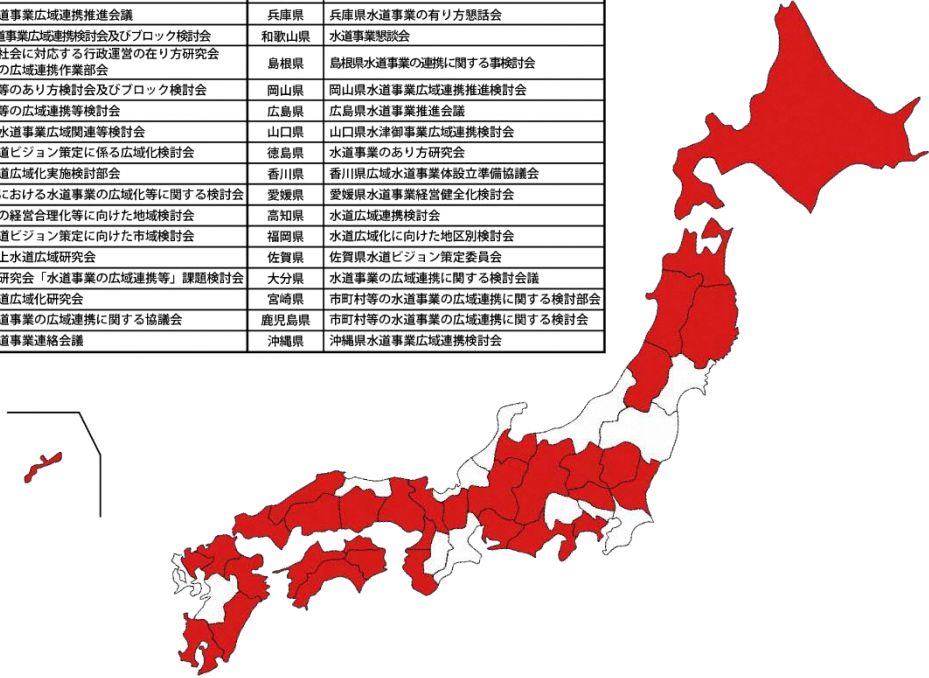 道事業広域連携推進会議 兵庫県 兵庫県水道事業の有り方懇話会
道事業広域連携検討会及びブロック検討会 和歌山県 水道事業懇談会
社会に対応する行政運営の在り方研究会
の広域連携作業部会 島根県 島根県水道事業の連携に関する事検討会
等のあり方検討会及びブロック検討会 岡山県 岡山県水道事業広域連携推進検討会
等の広域連携等検討会 広島県 広島県水道事業推進会議
水道事業広域関連等検討会 山口県 山口県水津御事業広域連携検討会
道ビジョン策定に係る広域化検討会 徳島県 水道事業のあり方研究会
道広域化実施検討部会 香川県 香川県広域水道事業体設立準備協議会
における水道事業の広域化等に関する検討会 愛媛県 愛媛県水道事業経営健全化検討会
の経営合理化等に向けた地域検討会 高知県 水道広域連携検討会
道ビジョン策定に向けた市域検討会 福岡県 水道広域化に向けた地区別検討会
上水道広域研究会 佐賀県 佐賀県水道ビジョン策定委員会
研究会「水道事業の広域連携等」課題検討会 大分県 水道事業の広域連携に関する検討会議
道広域化研究会 宮崎県 市町村等の水道事業の広域連携に関する検討部会
道事業の広域連携に関する協議会 鹿児島県 市町村等の水道事業の広域連携に関する検討会
道事業連絡会議 沖縄県 沖縄県水道事業広域連携検討会